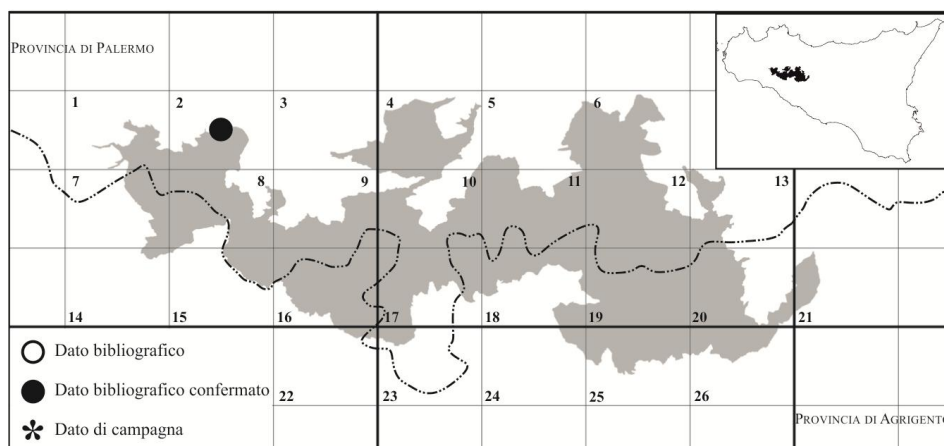 PROVINCIA DI PALERMO
1 2 3 4 5 6
7 8 9 10 11 12 13
14 15 16 17 18 19 20 21
Dato bibliografico
Dato bibliografico confermato
22 23 24 25 26
PROVINCIA DI AGRIGENTO
Dato di campagna